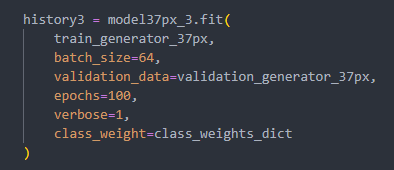 history3 = model37px_3.fit(
    train_generator_37px,
    batch_size=64,
    validation_data=validation_generator_37px,
    epochs=100,
    verbose=1,
    class_weight=class_weights_dict
)